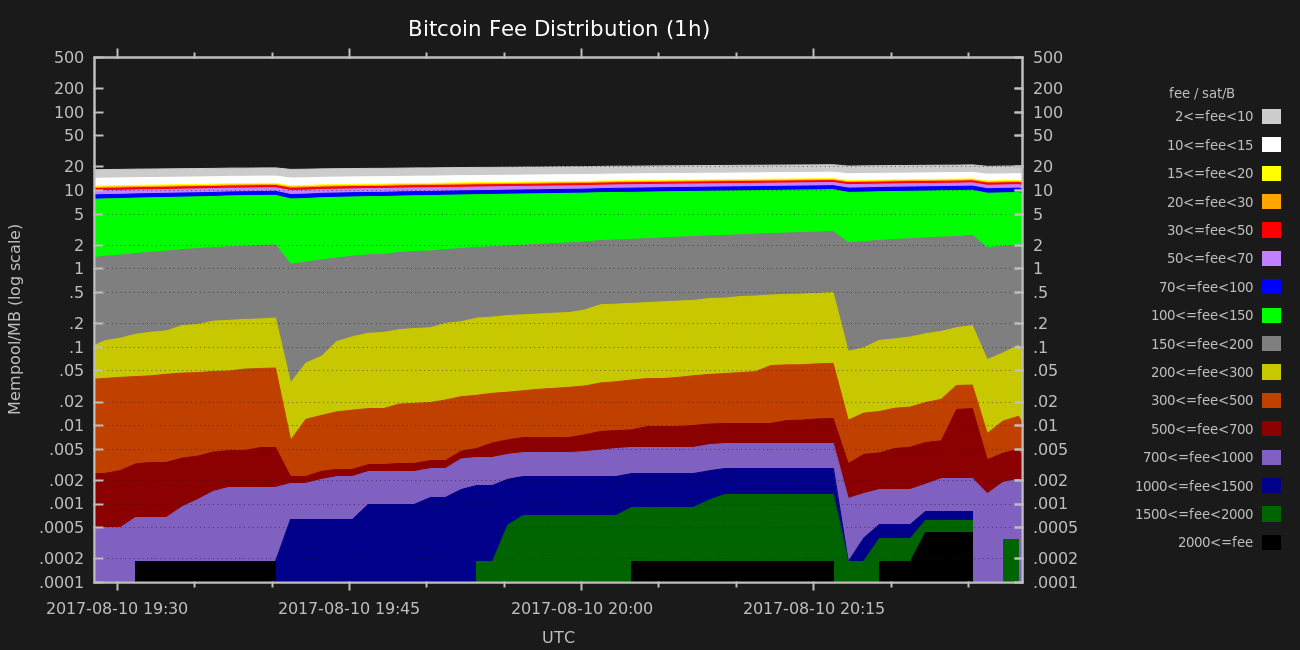 Bitcoin Fee Distribution (1h)
500 500
200 200
100 100
50 50
20 20
10 10
5 5
2 2
1 1
.5 .5
.2 .2
.1 .1
.05 .05
.02 .02
.01 .01
.005 .005
.002 .002
.001 .001
.0005 .0005
.0002 .0002
.0001 .0001
Mempool/MB (log scale)
2017-08-10 19:30 2017-08-10 19:45 2017-08-10 20:00 2017-08-10 20:15
UTC
fee / sat/B
2<=fee<10
10<=fee<15
15<=fee<20
20<=fee<30
30<=fee<50
50<=fee<70
70<=fee<100
100<=fee<150
150<=fee<200
200<=fee<300
300<=fee<500
500<=fee<700
700<=fee<1000
1000<=fee<1500
1500<=fee<2000
2000<=fee